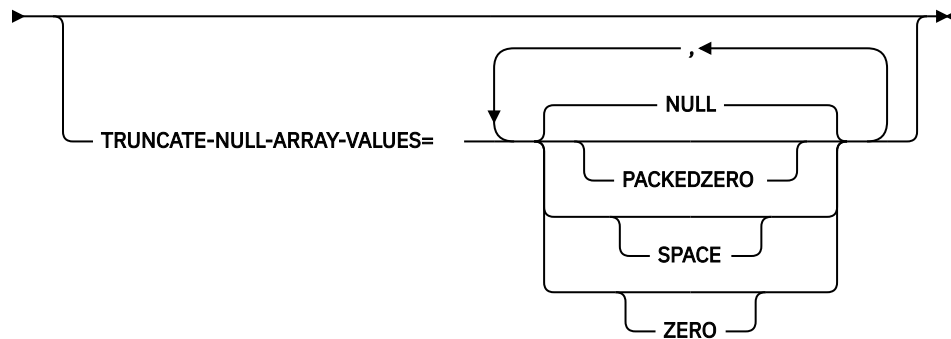 ,
NULL
TRUNCATE-NULL-ARRAY-VALUES=
PACKEDZERO
SPACE
ZERO